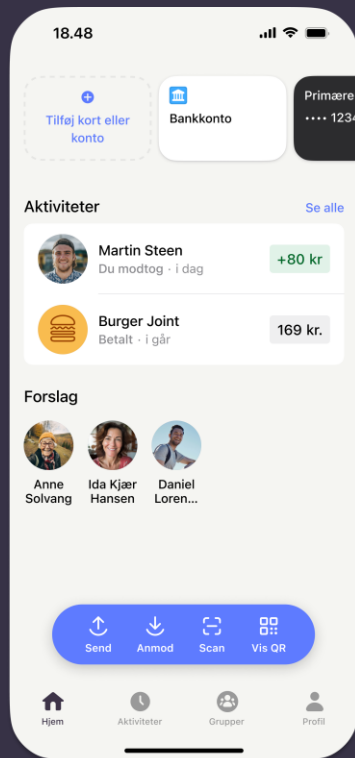 18.48
Tilføj kort eller
konto
Bankkonto
Primære
•••• 1234
Aktiviteter
Se alle
Martin Steen
Du modtog · i dag
+80 kr
Burger Joint
Betalt · i går
169 kr.
Forslag
Anne
Solvang
Ida Kjær
Hansen
Daniel
Loren...
Send
Anmod
Scan
Vis QR
Hjem
Aktiviteter
Grupper
Profil